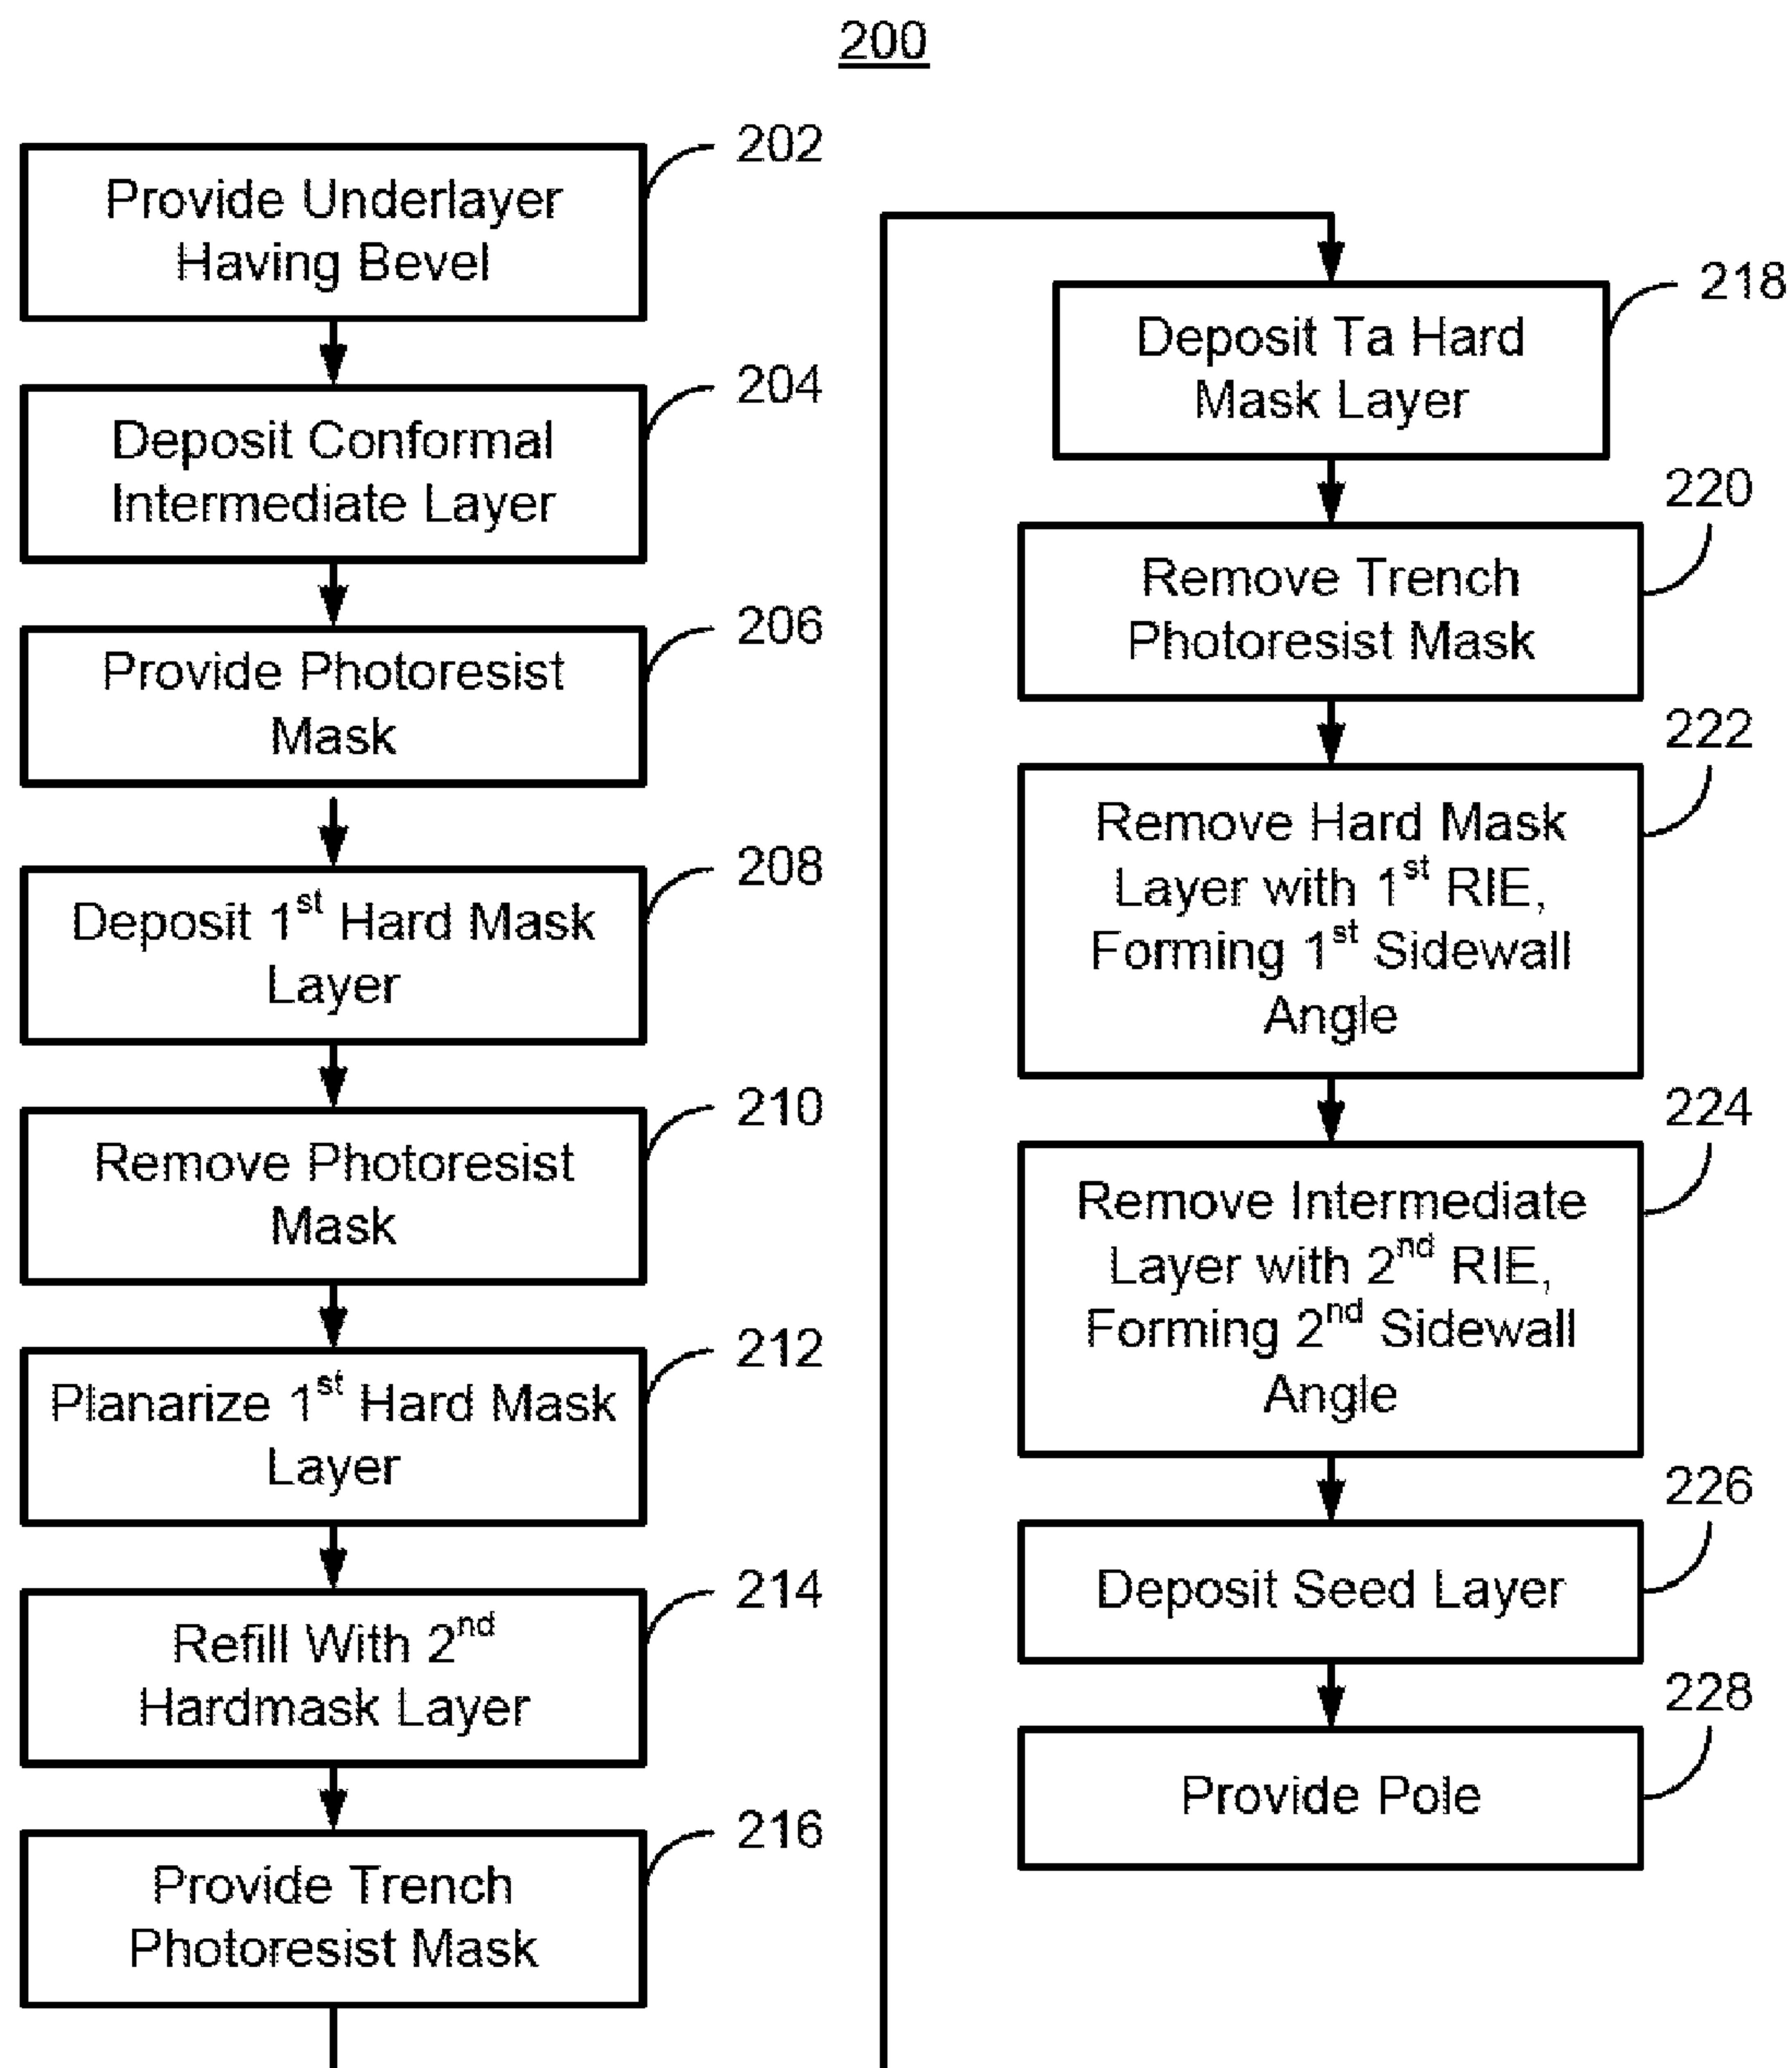 200
202
Provide Underlayer
Having Bevel
204
Deposit Conformal
Intermediate Layer
206
Provide Photoresist
Mask
208
Deposit 1st Hard Mask
Layer
210
Remove Photoresist
Mask
212
Planarize 1st Hard Mask
Layer
214
Refill With 2nd
Hardmask Layer
216
Provide Trench
Photoresist Mask
218
Deposit Ta Hard
Mask Layer
220
Remove Trench
Photoresist Mask
222
Remove Hard Mask
Layer with 1st RIE,
Forming 1st Sidewall
Angle
224
Remove Intermediate
Layer with 2nd RIE,
Forming 2nd Sidewall
Angle
226
Deposit Seed Layer
228
Provide Pole